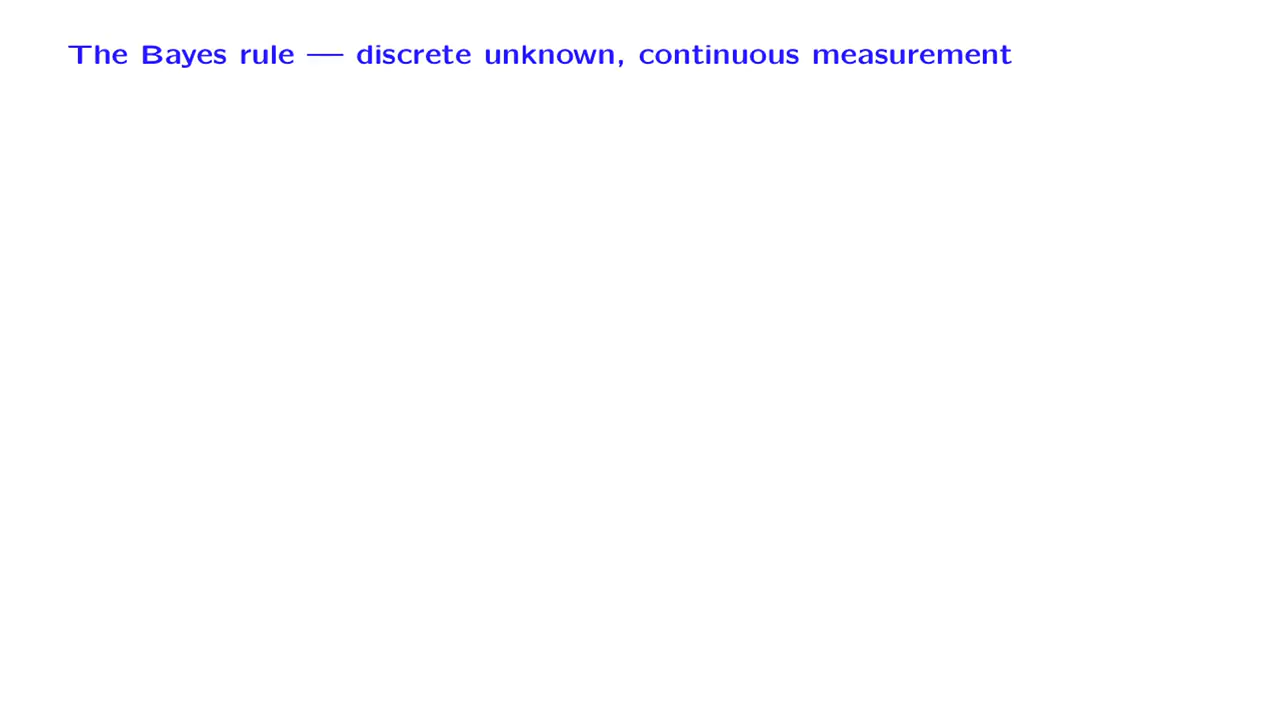 The Bayes rule — discrete unknown, continuous measurement